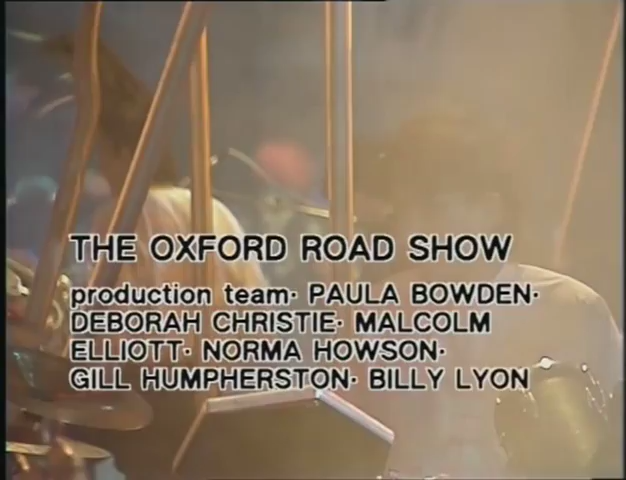 THE OXFORD ROAD SHOW
production team· PAULA BOWDEN·
DEBORAH CHRISTIE· MALCOLM
ELLIOTT· NORMA HOWSON·
GILL HUMPHERSTON· BILLY LYON